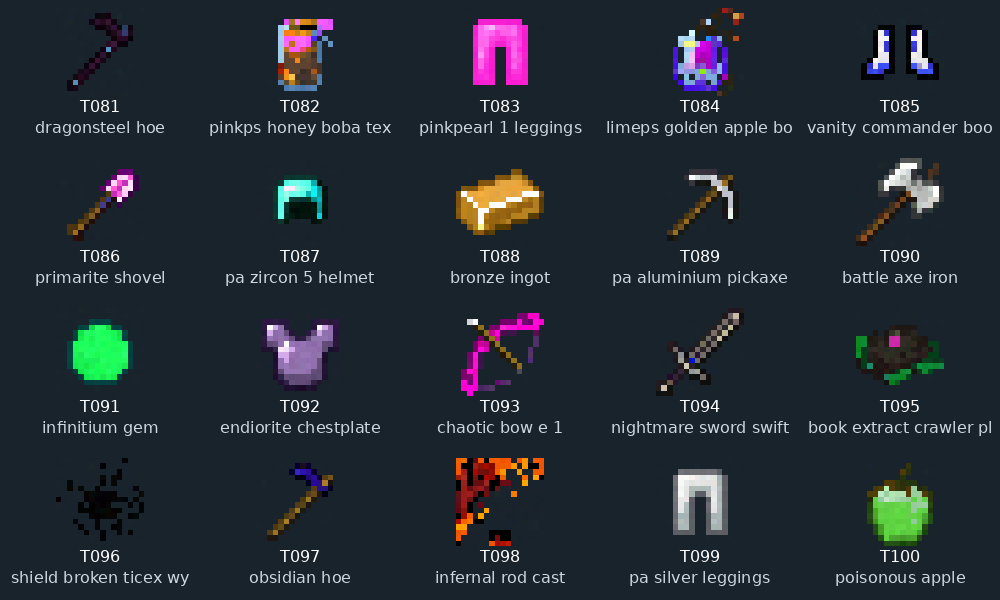 T081 T082 T083 T084 T085
dragonsteel hoe pinkps honey boba tex pinkpearl 1 leggings limeps golden apple bo vanity commander boo
T086 T087 T088 T089 T090
primarite shovel pa zircon 5 helmet bronze ingot pa aluminium pickaxe battle axe iron
T091 T092 T093 T094 T095
infinitium gem endiorite chestplate chaotic bow e 1 nightmare sword swift book extract crawler pl
T096 T097 T098 T099 T100
shield broken ticex wy obsidian hoe infernal rod cast pa silver leggings poisonous apple